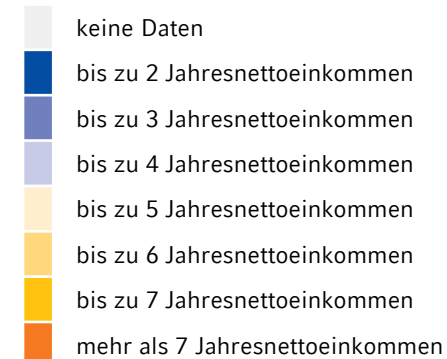 keine Daten
bis zu 2 Jahresnettoeinkommen
bis zu 3 Jahresnettoeinkommen
bis zu 4 Jahresnettoeinkommen
bis zu 5 Jahresnettoeinkommen
bis zu 6 Jahresnettoeinkommen
bis zu 7 Jahresnettoeinkommen
mehr als 7 Jahresnettoeinkommen